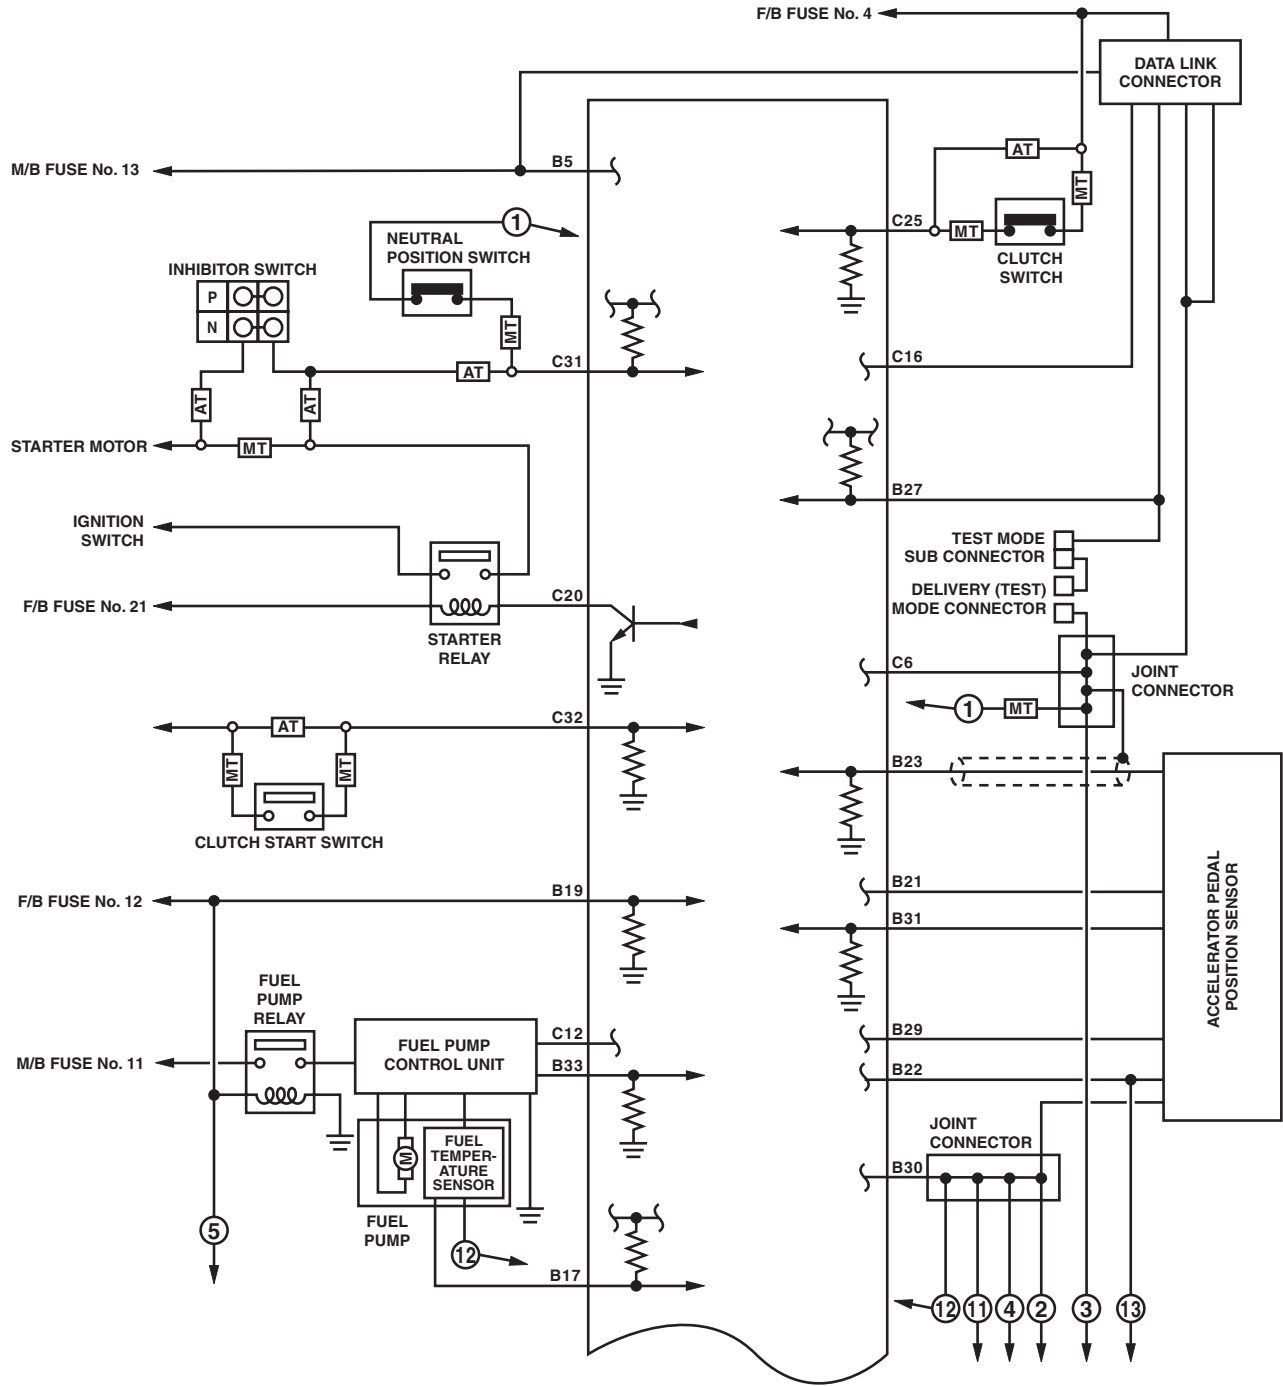 F/B FUSE No. 4
DATA LINK
CONNECTOR
M/B FUSE No. 13
B5
AT
MT
1
NEUTRAL
POSITION SWITCH
C25
MT
CLUTCH
SWITCH
INHIBITOR SWITCH
P
N
MT
C31
AT
C16
AT
AT
STARTER MOTOR
MT
B27
IGNITION
SWITCH
TEST MODE
SUB CONNECTOR
DELIVERY (TEST)
MODE CONNECTOR
F/B FUSE No. 21
C20
STARTER
RELAY
C6
JOINT
CONNECTOR
1
MT
C32
AT
MT
MT
CLUTCH START SWITCH
B23
ACCELERATOR PEDAL
POSITION SENSOR
B21
F/B FUSE No. 12
B19
B31
FUEL
PUMP
RELAY
FUEL PUMP
CONTROL UNIT
C12
B29
M/B FUSE No. 11
B33
B22
JOINT
CONNECTOR
M
FUEL
TEMPER-
ATURE
SENSOR
B30
FUEL
PUMP
5
12
B17
12
11
4
2
3
13